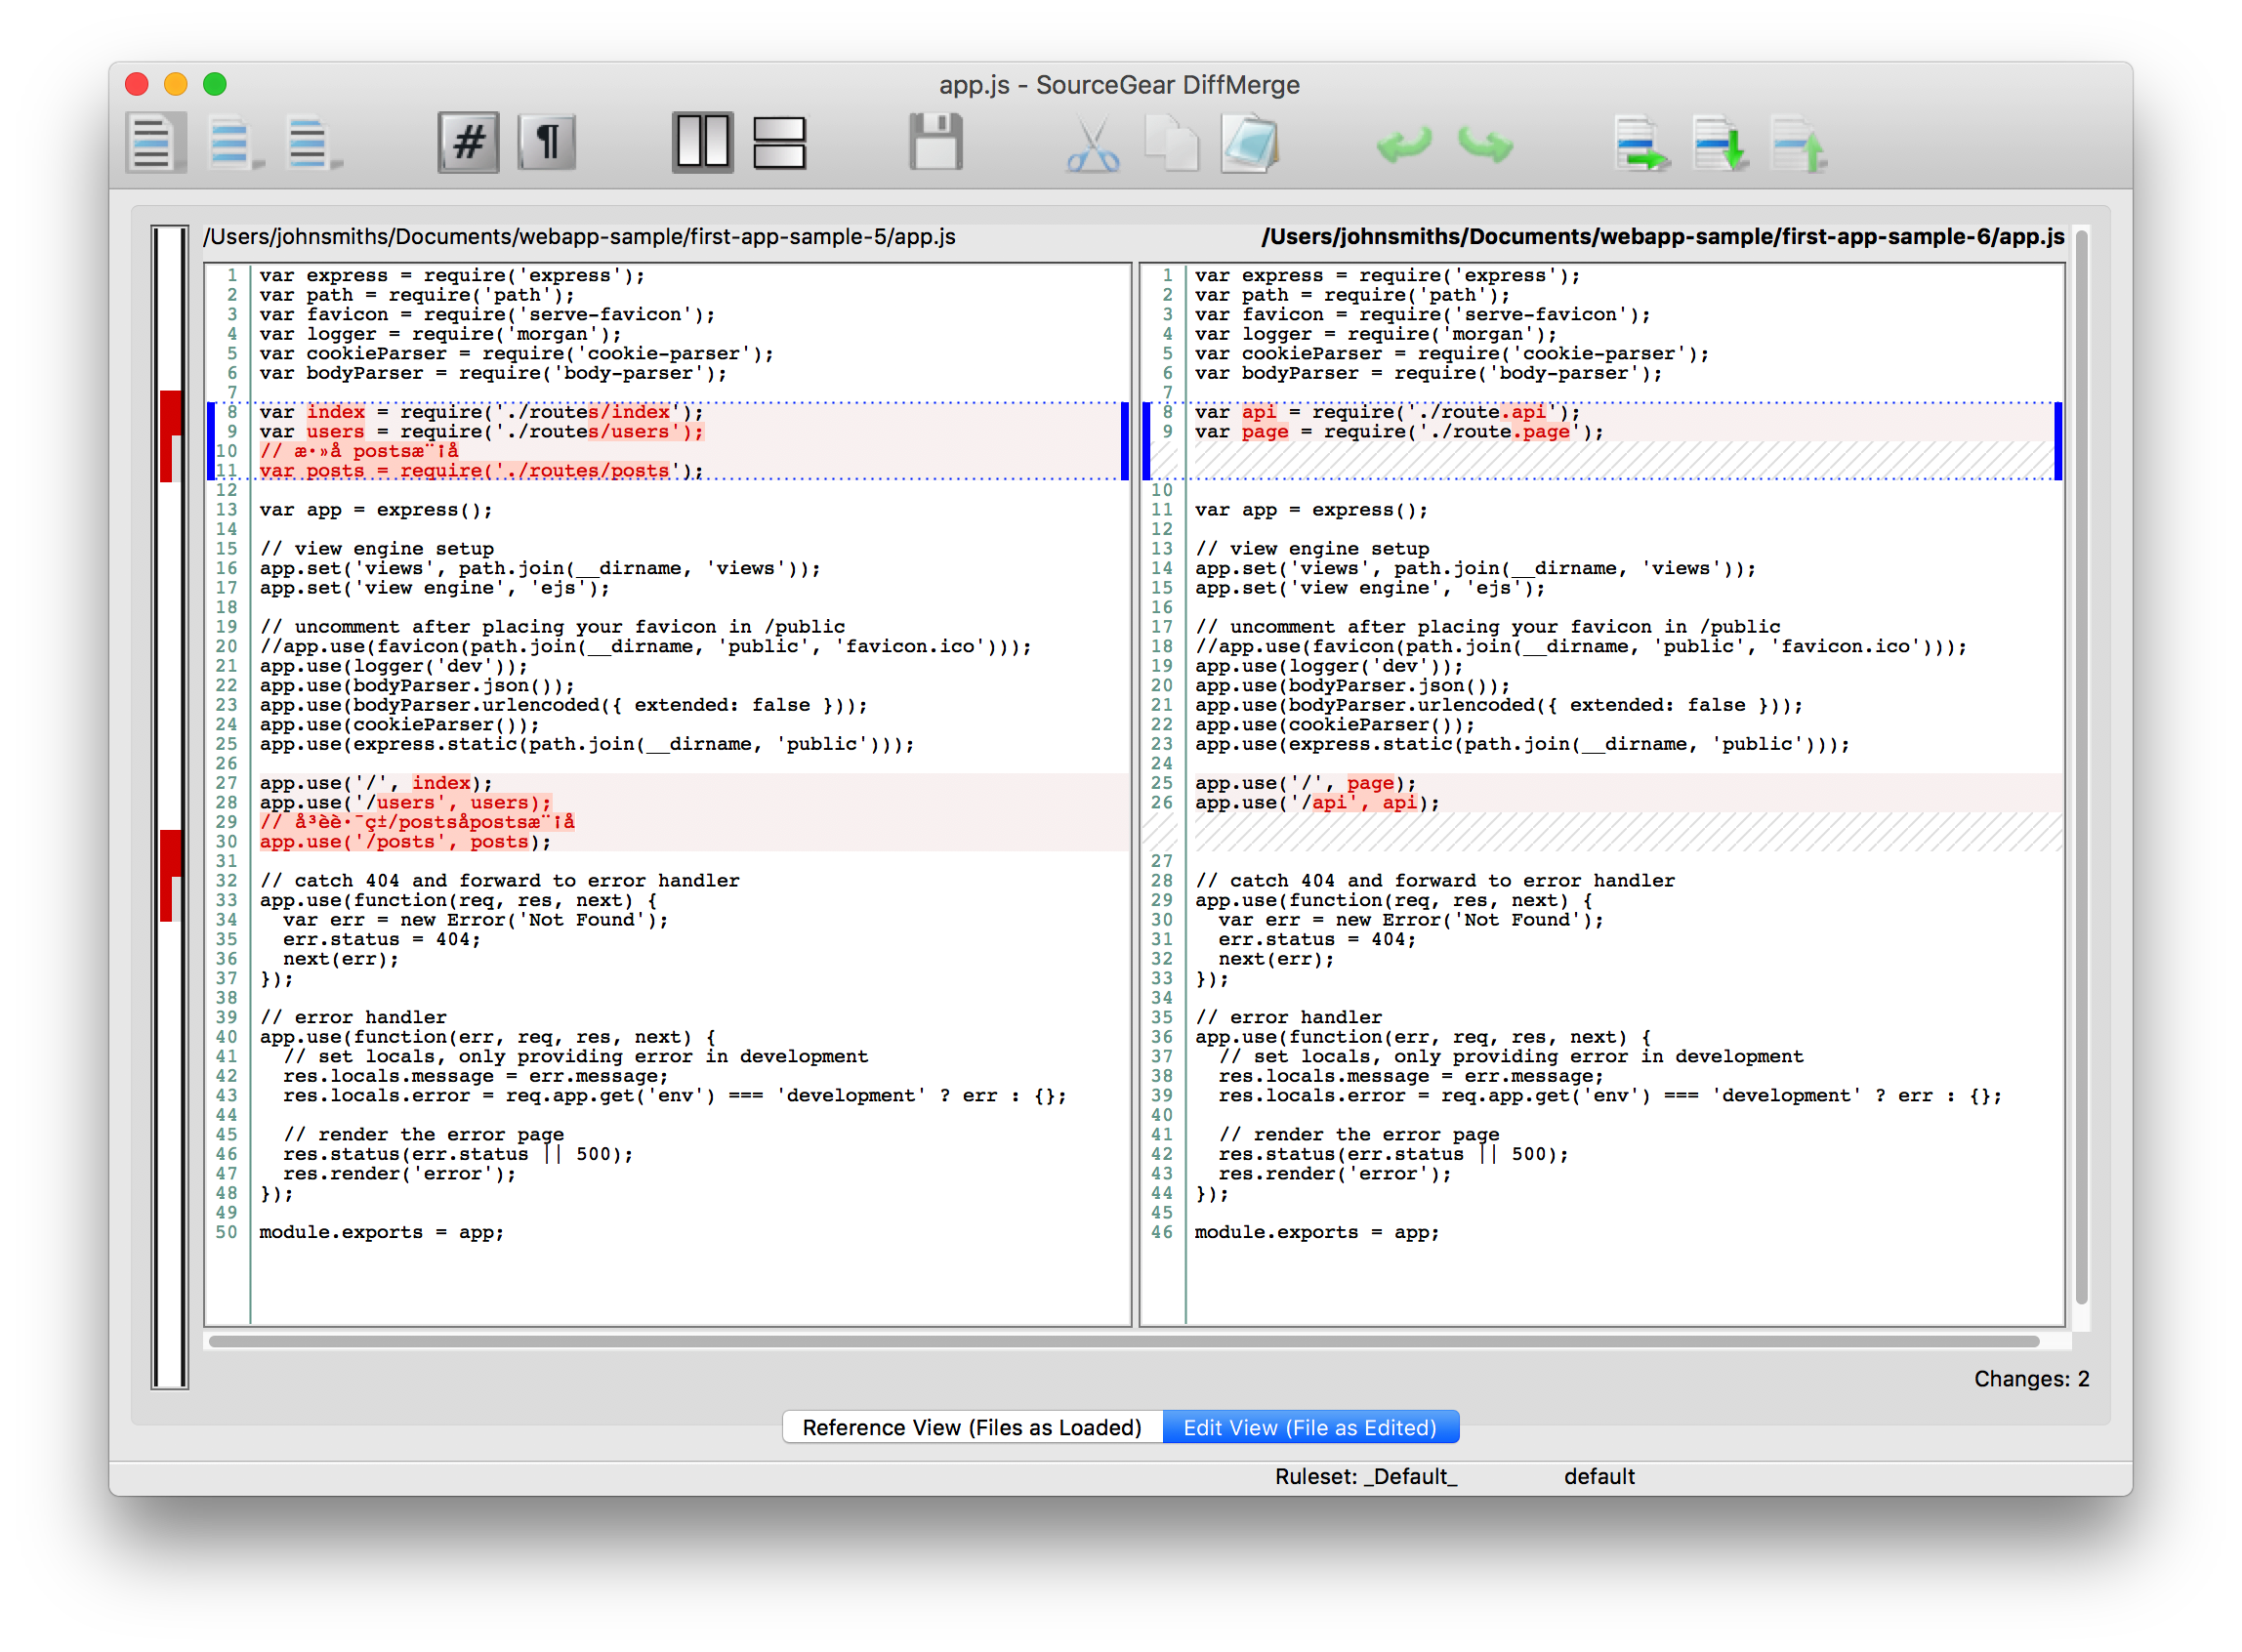 app.js - SourceGear DiffMerge
# ¶
/Users/johnsmiths/Documents/webapp-sample/first-app-sample-5/app.js
1 var express = require('express');
2 var path = require('path');
3 var favicon = require('serve-favicon');
4 var logger = require('morgan');
5 var cookieParser = require('cookie-parser');
6 var bodyParser = require('body-parser');
7
8 var index = require('./routes/index');
9 var users = require('./routes/users');
10 // æ·»å postsæ¨¡å
11 var posts = require('./routes/posts');
12
13 var app = express();
14
15 // view engine setup
16 app.set('views', path.join(__dirname, 'views'));
17 app.set('view engine', 'ejs');
18
19 // uncomment after placing your favicon in /public
20 //app.use(favicon(path.join(__dirname, 'public', 'favicon.ico')));
21 app.use(logger('dev'));
22 app.use(bodyParser.json());
23 app.use(bodyParser.urlencoded({ extended: false }));
24 app.use(cookieParser());
25 app.use(express.static(path.join(__dirname, 'public')));
26
27 app.use('/', index);
28 app.use('/users', users);
29 // å³èè·¯ç±/postsåpostsæ¨¡å
30 app.use('/posts', posts);
31
32 // catch 404 and forward to error handler
33 app.use(function(req, res, next) {
34   var err = new Error('Not Found');
35   err.status = 404;
36   next(err);
37 });
38
39 // error handler
40 app.use(function(err, req, res, next) {
41   // set locals, only providing error in development
42   res.locals.message = err.message;
43   res.locals.error = req.app.get('env') === 'development' ? err : {};
44
45   // render the error page
46   res.status(err.status || 500);
47   res.render('error');
48 });
49
50 module.exports = app;
/Users/johnsmiths/Documents/webapp-sample/first-app-sample-6/app.js
1 var express = require('express');
2 var path = require('path');
3 var favicon = require('serve-favicon');
4 var logger = require('morgan');
5 var cookieParser = require('cookie-parser');
6 var bodyParser = require('body-parser');
7
8 var api = require('./route.api');
9 var page = require('./route.page');
10
11 var app = express();
12
13 // view engine setup
14 app.set('views', path.join(__dirname, 'views'));
15 app.set('view engine', 'ejs');
16
17 // uncomment after placing your favicon in /public
18 //app.use(favicon(path.join(__dirname, 'public', 'favicon.ico')));
19 app.use(logger('dev'));
20 app.use(bodyParser.json());
21 app.use(bodyParser.urlencoded({ extended: false }));
22 app.use(cookieParser());
23 app.use(express.static(path.join(__dirname, 'public')));
24
25 app.use('/', page);
26 app.use('/api', api);
27
28 // catch 404 and forward to error handler
29 app.use(function(req, res, next) {
30   var err = new Error('Not Found');
31   err.status = 404;
32   next(err);
33 });
34
35 // error handler
36 app.use(function(err, req, res, next) {
37   // set locals, only providing error in development
38   res.locals.message = err.message;
39   res.locals.error = req.app.get('env') === 'development' ? err : {};
40
41   // render the error page
42   res.status(err.status || 500);
43   res.render('error');
44 });
45
46 module.exports = app;
Changes: 2
Reference View (Files as Loaded)
Edit View (File as Edited)
Ruleset: _Default_
default